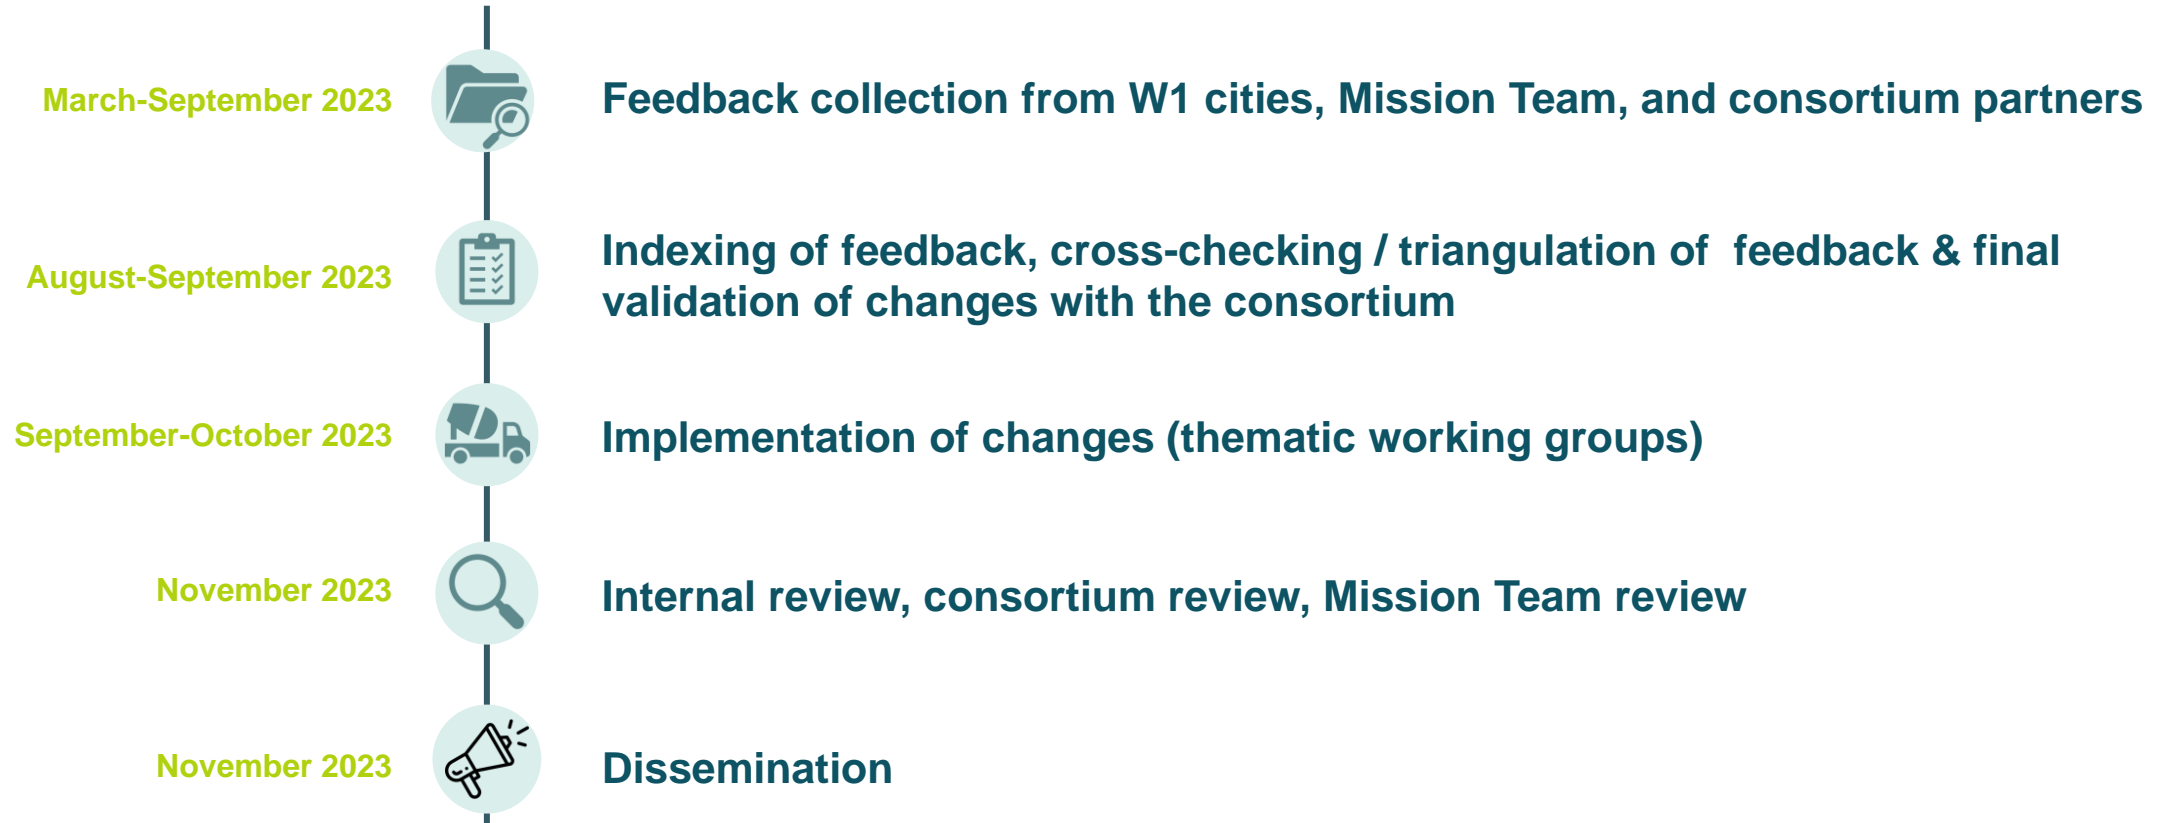 March-September 2023
Feedback collection from W1 cities, Mission Team, and consortium partners
August-September 2023
Indexing of feedback, cross-checking / triangulation of  feedback & final
validation of changes with the consortium
September-October 2023
Implementation of changes (thematic working groups)
November 2023
Internal review, consortium review, Mission Team review
November 2023
Dissemination